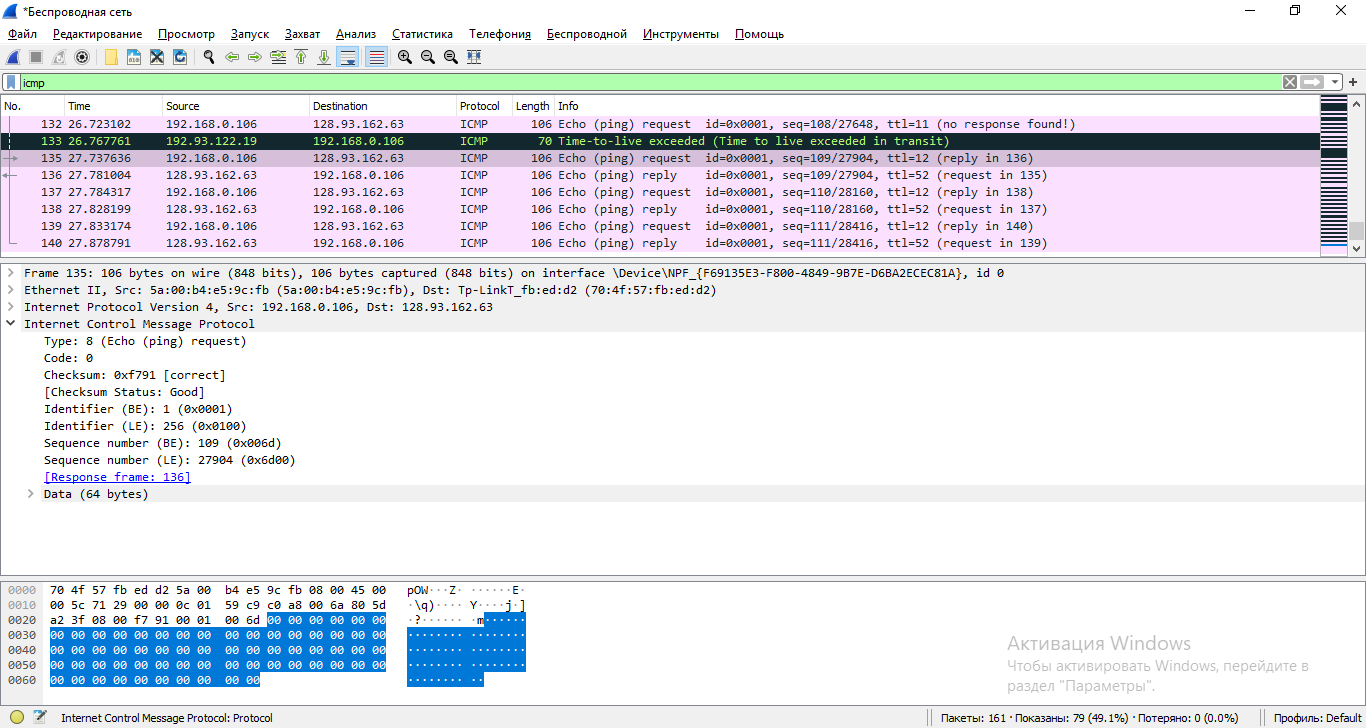 *Беспроводная сеть
Файл Редактирование Просмотр Запуск Захват Анализ Статистика Телефония Беспроводной Инструменты Помощь
icmp
No. Time Source Destination Protocol Length Info
132 26.723102 192.168.0.106 128.93.162.63 ICMP 106 Echo (ping) request id=0x0001, seq=108/27648, ttl=11 (no response found!)
133 26.767761 192.93.122.19 192.168.0.106 ICMP 70 Time-to-live exceeded (Time to live exceeded in transit)
135 27.737636 192.168.0.106 128.93.162.63 ICMP 106 Echo (ping) request id=0x0001, seq=109/27904, ttl=12 (reply in 136)
136 27.781004 128.93.162.63 192.168.0.106 ICMP 106 Echo (ping) reply id=0x0001, seq=109/27904, ttl=52 (request in 135)
137 27.784317 192.168.0.106 128.93.162.63 ICMP 106 Echo (ping) request id=0x0001, seq=110/28160, ttl=12 (reply in 138)
138 27.828199 128.93.162.63 192.168.0.106 ICMP 106 Echo (ping) reply id=0x0001, seq=110/28160, ttl=52 (request in 137)
139 27.833174 192.168.0.106 128.93.162.63 ICMP 106 Echo (ping) request id=0x0001, seq=111/28416, ttl=12 (reply in 140)
140 27.878791 128.93.162.63 192.168.0.106 ICMP 106 Echo (ping) reply id=0x0001, seq=111/28416, ttl=52 (request in 139)
Frame 135: 106 bytes on wire (848 bits), 106 bytes captured (848 bits) on interface \Device\NPF_{F69135E3-F800-4849-9B7E-D6BA2ECEC81A}, id 0
Ethernet II, Src: 5a:00:b4:e5:9c:fb (5a:00:b4:e5:9c:fb), Dst: Tp-LinkT_fb:ed:d2 (70:4f:57:fb:ed:d2)
Internet Protocol Version 4, Src: 192.168.0.106, Dst: 128.93.162.63
Internet Control Message Protocol
Type: 8 (Echo (ping) request)
Code: 0
Checksum: 0xf791 [correct]
[Checksum Status: Good]
Identifier (BE): 1 (0x0001)
Identifier (LE): 256 (0x0100)
Sequence number (BE): 109 (0x006d)
Sequence number (LE): 27904 (0x6d00)
[Response frame: 136]
Data (64 bytes)
0000 70 4f 57 fb ed d2 5a 00 b4 e5 9c fb 08 00 45 00 pOW···Z· ······E·
0010 00 5c 71 29 00 00 0c 01 59 c9 c0 a8 00 6a 80 5d ·\q)···· Y····j·]
0020 a2 3f 08 00 f7 91 00 01 00 6d 00 00 00 00 00 00 ·?······ ·m······
0030 00 00 00 00 00 00 00 00 00 00 00 00 00 00 00 00 ········ ········
0040 00 00 00 00 00 00 00 00 00 00 00 00 00 00 00 00 ········ ········
0050 00 00 00 00 00 00 00 00 00 00 00 00 00 00 00 00 ········ ········
0060 00 00 00 00 00 00 00 00 00 00 ········ ··
Активация Windows
Чтобы активировать Windows, перейдите в
раздел "Параметры".
Internet Control Message Protocol: Protocol
Пакеты: 161 · Показаны: 79 (49.1%) · Потеряно: 0 (0.0%)
Профиль: Default